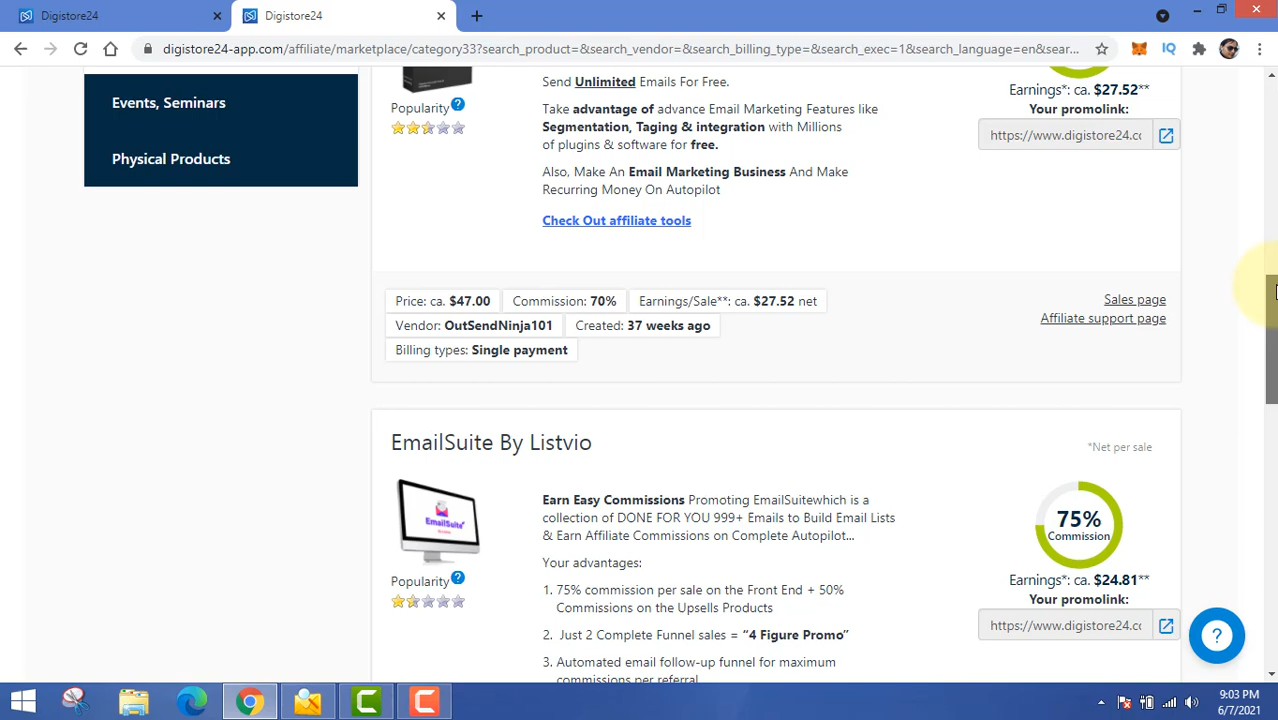 Digistore24
Digistore24
digistore24-app.com/affiliate/marketplace/category33?search_product=&search_vendor=&search_billing_type=&search_exec=1&search_language=en&sear...
IQ
Events, Seminars
Physical Products
Popularity ?
Send Unlimited Emails For Free.
Take advantage of advance Email Marketing Features like
Segmentation, Taging & integration with Millions
of plugins & software for free.
Also, Make An Email Marketing Business And Make
Recurring Money On Autopilot
Check Out affiliate tools
Earnings*: ca. $27.52**
Your promolink:
https://www.digistore24.cc
Price: ca. $47.00
Commission: 70%
Earnings/Sale**: ca. $27.52 net
Vendor: OutSendNinja101
Created: 37 weeks ago
Billing types: Single payment
Sales page
Affiliate support page
EmailSuite By Listvio
*Net per sale
EmailSuite
Popularity ?
Earn Easy Commissions Promoting EmailSuitewhich is a
collection of DONE FOR YOU 999+ Emails to Build Email Lists
& Earn Affiliate Commissions on Complete Autopilot...
Your advantages:
1. 75% commission per sale on the Front End + 50%
Commissions on the Upsells Products
2. Just 2 Complete Funnel sales = "4 Figure Promo"
3. Automated email follow-up funnel for maximum
commissions per referral
75%
Commission
Earnings*: ca. $24.81**
Your promolink:
https://www.digistore24.cc
?
9:03 PM
6/7/2021